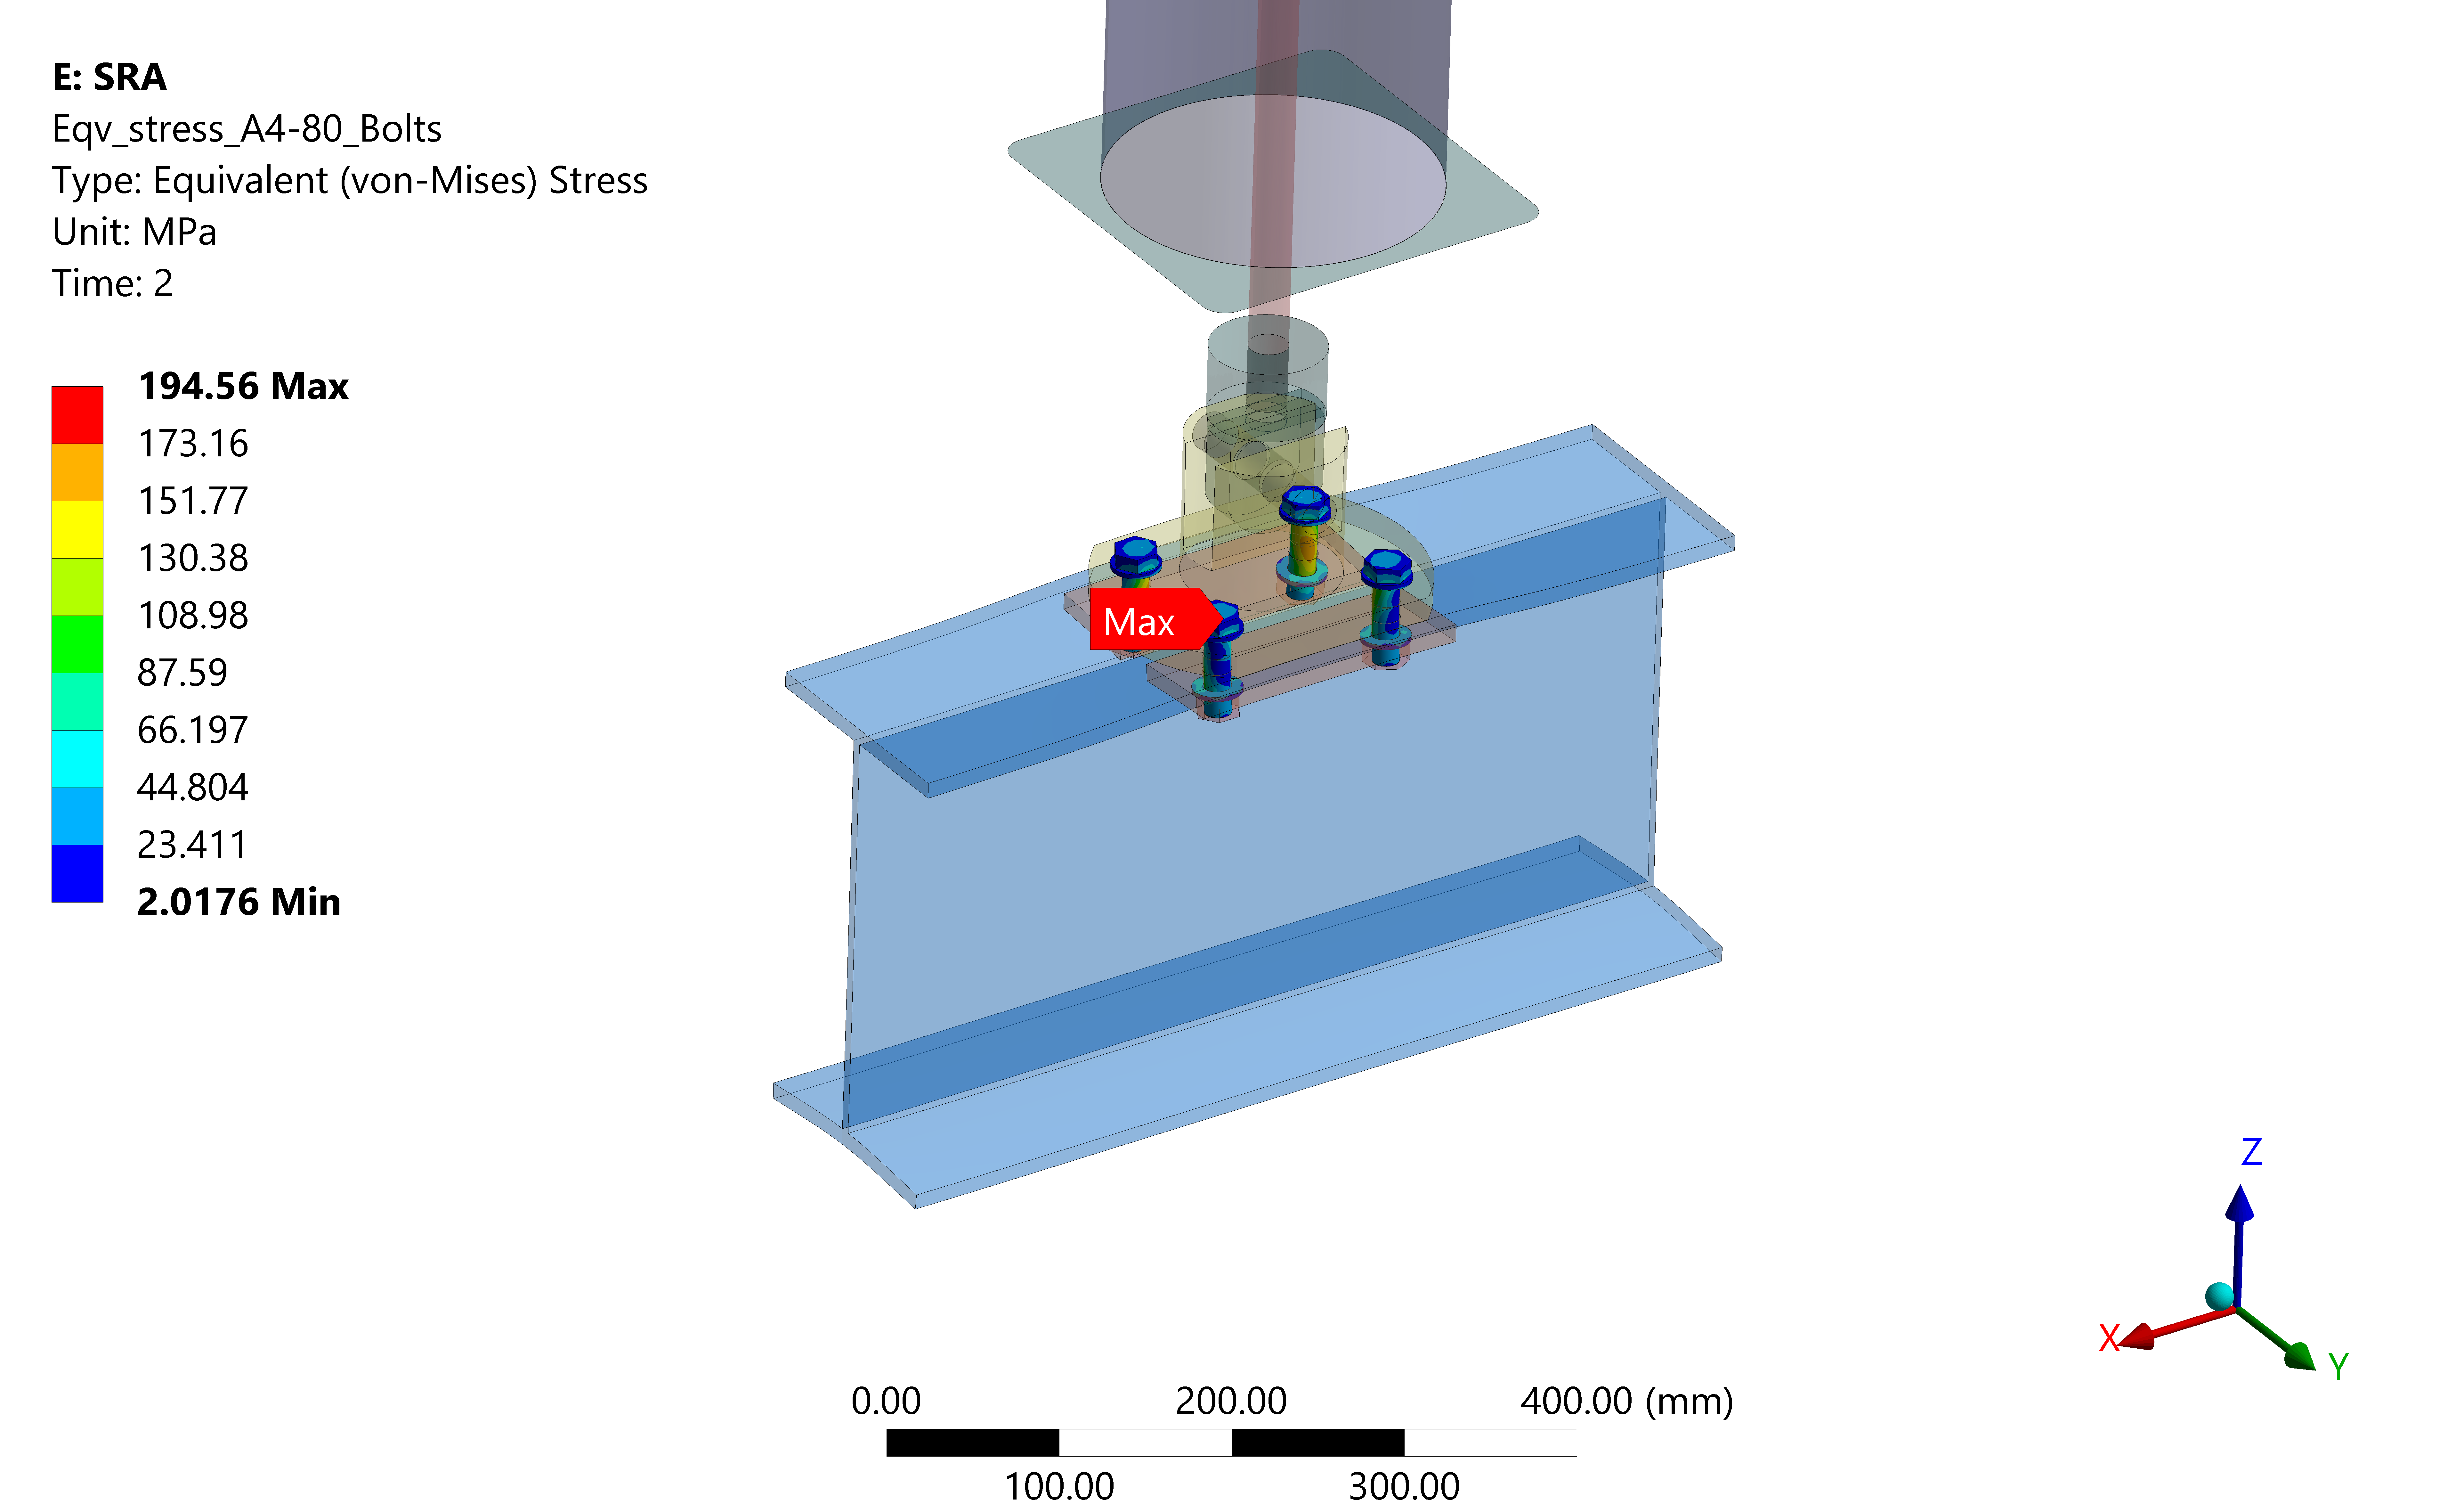 E: SRA
Eqv_stress_A4-80_Bolts
Type: Equivalent (von-Mises) Stress
Unit: MPa
Time: 2
194.56 Max
173.16
151.77
130.38
108.98
87.59
66.197
44.804
23.411
2.0176 Min
Max
Z
X
Y
0.00 200.00 400.00 (mm)
100.00 300.00